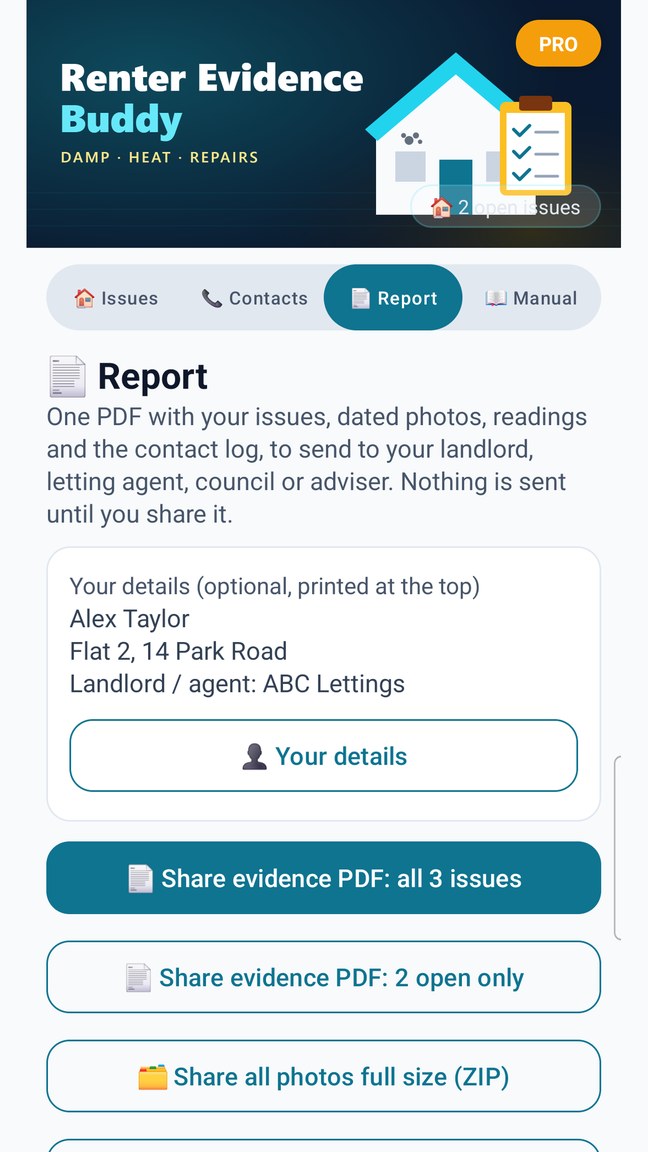 PRO
Renter Evidence
Buddy
DAMP · HEAT · REPAIRS
2 open issues
Issues
Contacts
Report
Manual
Report
One PDF with your issues, dated photos, readings
and the contact log, to send to your landlord,
letting agent, council or adviser. Nothing is sent
until you share it.
Your details (optional, printed at the top)
Alex Taylor
Flat 2, 14 Park Road
Landlord / agent: ABC Lettings
Your details
Share evidence PDF: all 3 issues
Share evidence PDF: 2 open only
Share all photos full size (ZIP)